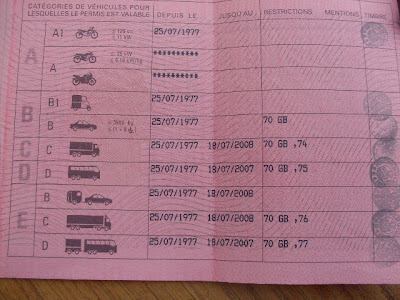 CATÉGORIES DE VÉHICULES POUR
LESQUELLES LE PERMIS EST VALABLE DEPUIS LE JUSQU'AU RESTRICTIONS MENTIONS TIMBRE
A1 25/07/1977
A
A **********
**********
B1 25/07/1977
B
B 25/07/1977 70 GB
C C 25/07/1977 18/07/2008 70 GB ,74
D D 25/07/1977 18/07/2007 70 GB ,75
B 25/07/1977 18/07/2008
E C 25/07/1977 18/07/2008 70 GB ,76
D 25/07/1977 18/07/2007 70 GB ,77